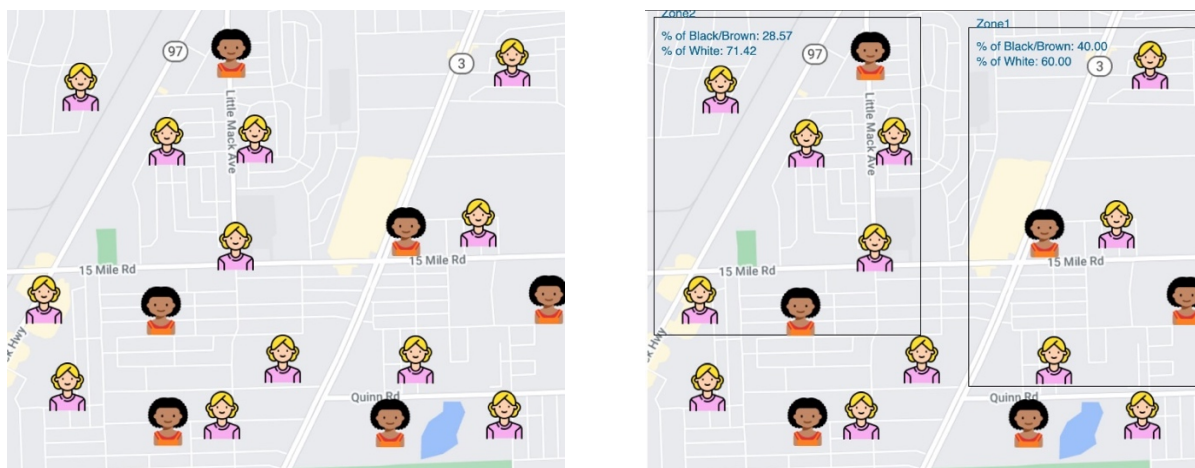 97
3
Little Mack Ave
15 Mile Rd
15 Mile Rd
Hwy
Quinn Rd
Zone2
% of Black/Brown: 28.57
% of White: 71.42
97
Zone1
% of Black/Brown: 40.00
% of White: 60.00
3
Little Mack Ave
15 Mile Rd
15 Mile Rd
k Hwy
Quinn Rd